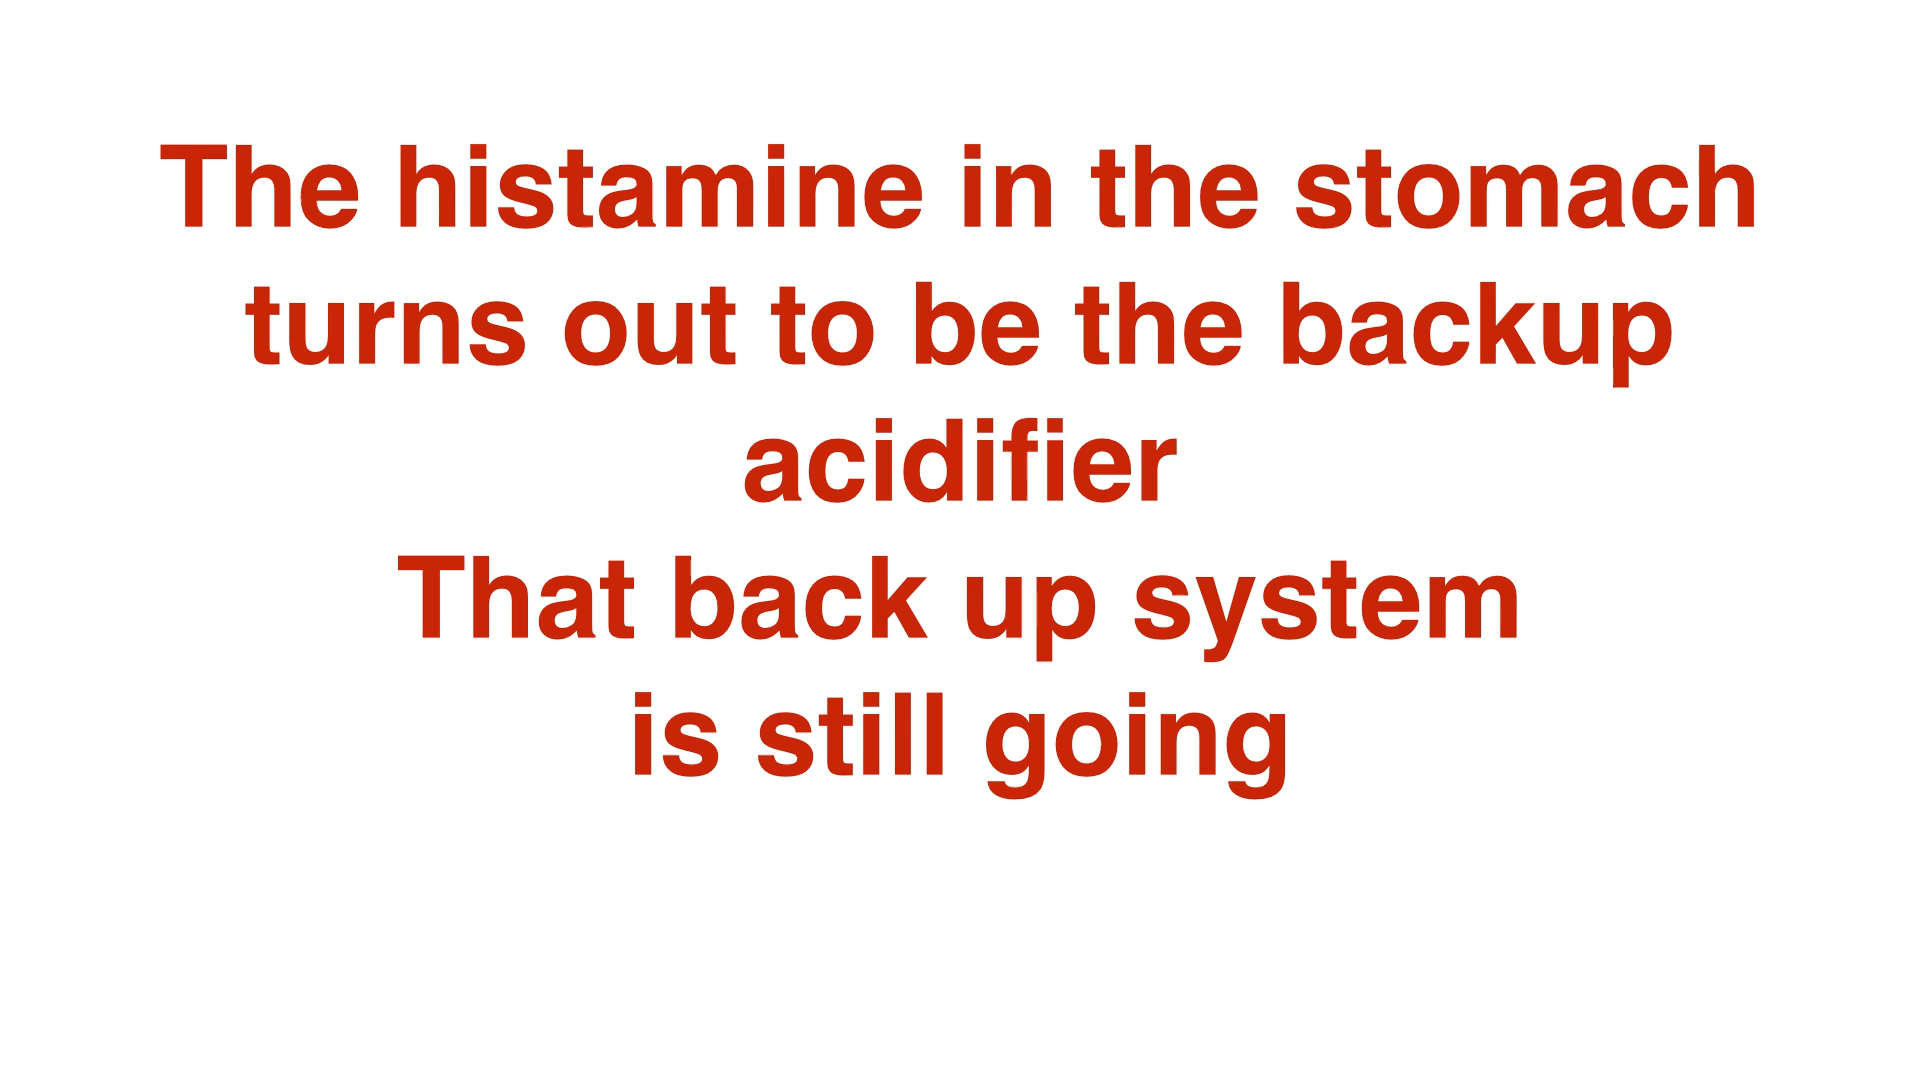 The histamine in the stomach
turns out to be the backup
acidifier
That back up system
is still going